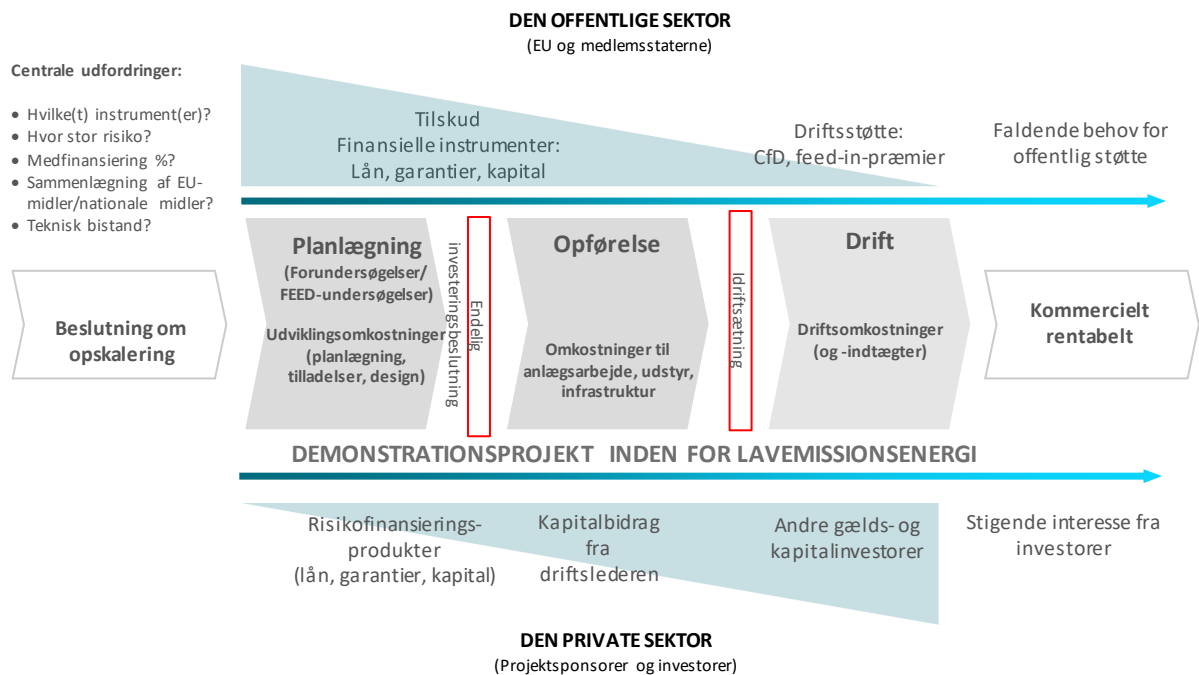 DEN OFFENTLIGE SEKTOR
(EU og medlemsstaterne)
Centrale udfordringer:
• Hvilke(t) instrument(er)?
• Hvor stor risiko?
• Medfinansiering %?
• Sammenlægning af EU-
midler/nationale midler?
• Teknisk bistand?
Tilskud
Finansielle instrumenter:
Lån, garantier, kapital
Driftsstøtte:
CfD, feed-in-præmier
Faldende behov for
offentlig støtte
Beslutning om
opskalering
Planlægning
(Forundersøgelser/
FEED-undersøgelser)
Udviklingsomkostninger
(planlægning,
tilladelser, design)
Endelig
investeringsbeslutning
Opførelse
Omkostninger til
anlægsarbejde, udstyr,
infrastruktur
Idriftsætning
Drift
Driftsomkostninger
(og -indtægter)
Kommercielt
rentabelt
DEMONSTRATIONSPROJEKT INDEN FOR LAVEMISSIONSENERGI
Risikofinansierings-
produkter
(lån, garantier, kapital)
Kapitalbidrag
fra
driftslederen
Andre gælds- og
kapitalinvestorer
Stigende interesse fra
investorer
DEN PRIVATE SEKTOR
(Projektsponsorer og investorer)